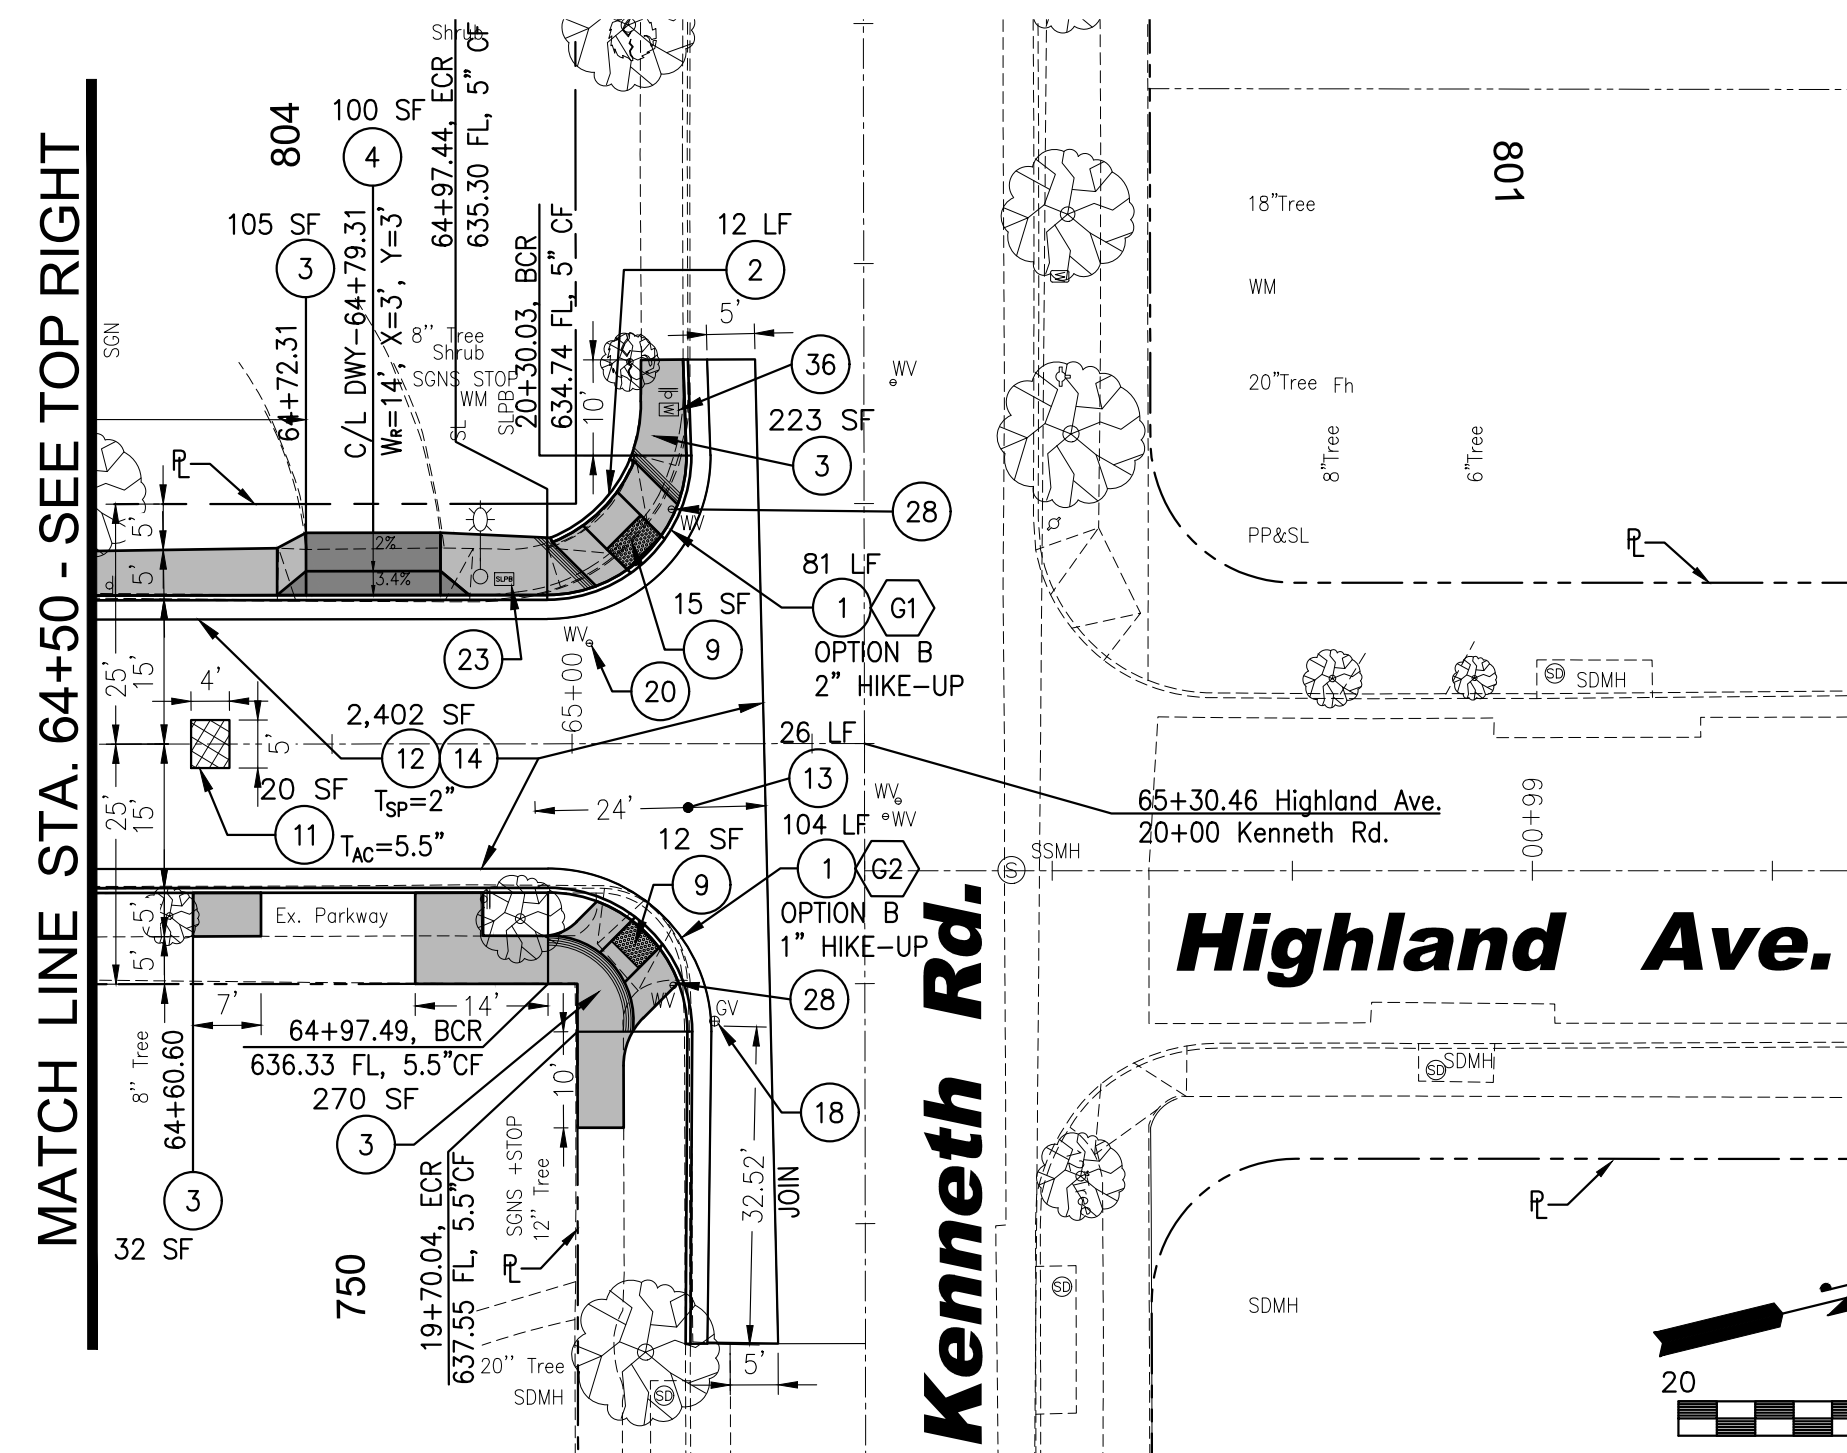 MATCH LINE STA. 64+50 - SEE TOP RIGHT
804
100 SF
4
105 SF
3
64+72.31
C/L DWY-64+79.31
WR=14', X=3', Y=3'
Shrub
64+97.44, ECR
635.30 FL, 5" CF
20+30.03, BCR
634.74 FL, 5" CF
12 LF
2
5'
36
223 SF
3
28
10'
8" Tree
Shrub
SGNS STOP
WM
SL
SLPB
SGN
PL
WV
W
WV
SLPB
2%
3.4%
5'
5'
25'
15'
81 LF
1
G1
OPTION B
2" HIKE-UP
15 SF
9
23
WV
20
65+00
4'
5'
2,402 SF
12
14
TSP=2"
20 SF
11
TAC=5.5"
26 LF
13
24'
25'
15'
104 LF
1
G2
OPTION B
1" HIKE-UP
12 SF
9
WV
WV
65+30.46 Highland Ave.
20+00 Kenneth Rd.
SSMH
S
66+00
Ex. Parkway
5'
5'
7'
14'
64+97.49, BCR
636.33 FL, 5.5"CF
270 SF
3
8" Tree
64+60.60
3
32 SF
750
10'
WV
28
GV
18
32.52'
JOIN
19+70.04, ECR
637.55 FL, 5.5"CF
SGNS +STOP
12" Tree
PL
20" Tree
SDMH
SD
5'
Kenneth Rd.
Highland Ave.
801
18"Tree
WM
W
20"Tree Fh
8"Tree
6"Tree
PP&SL
PL
SD
SDMH
SD
SDMH
Tree
PL
SD
SDMH
20